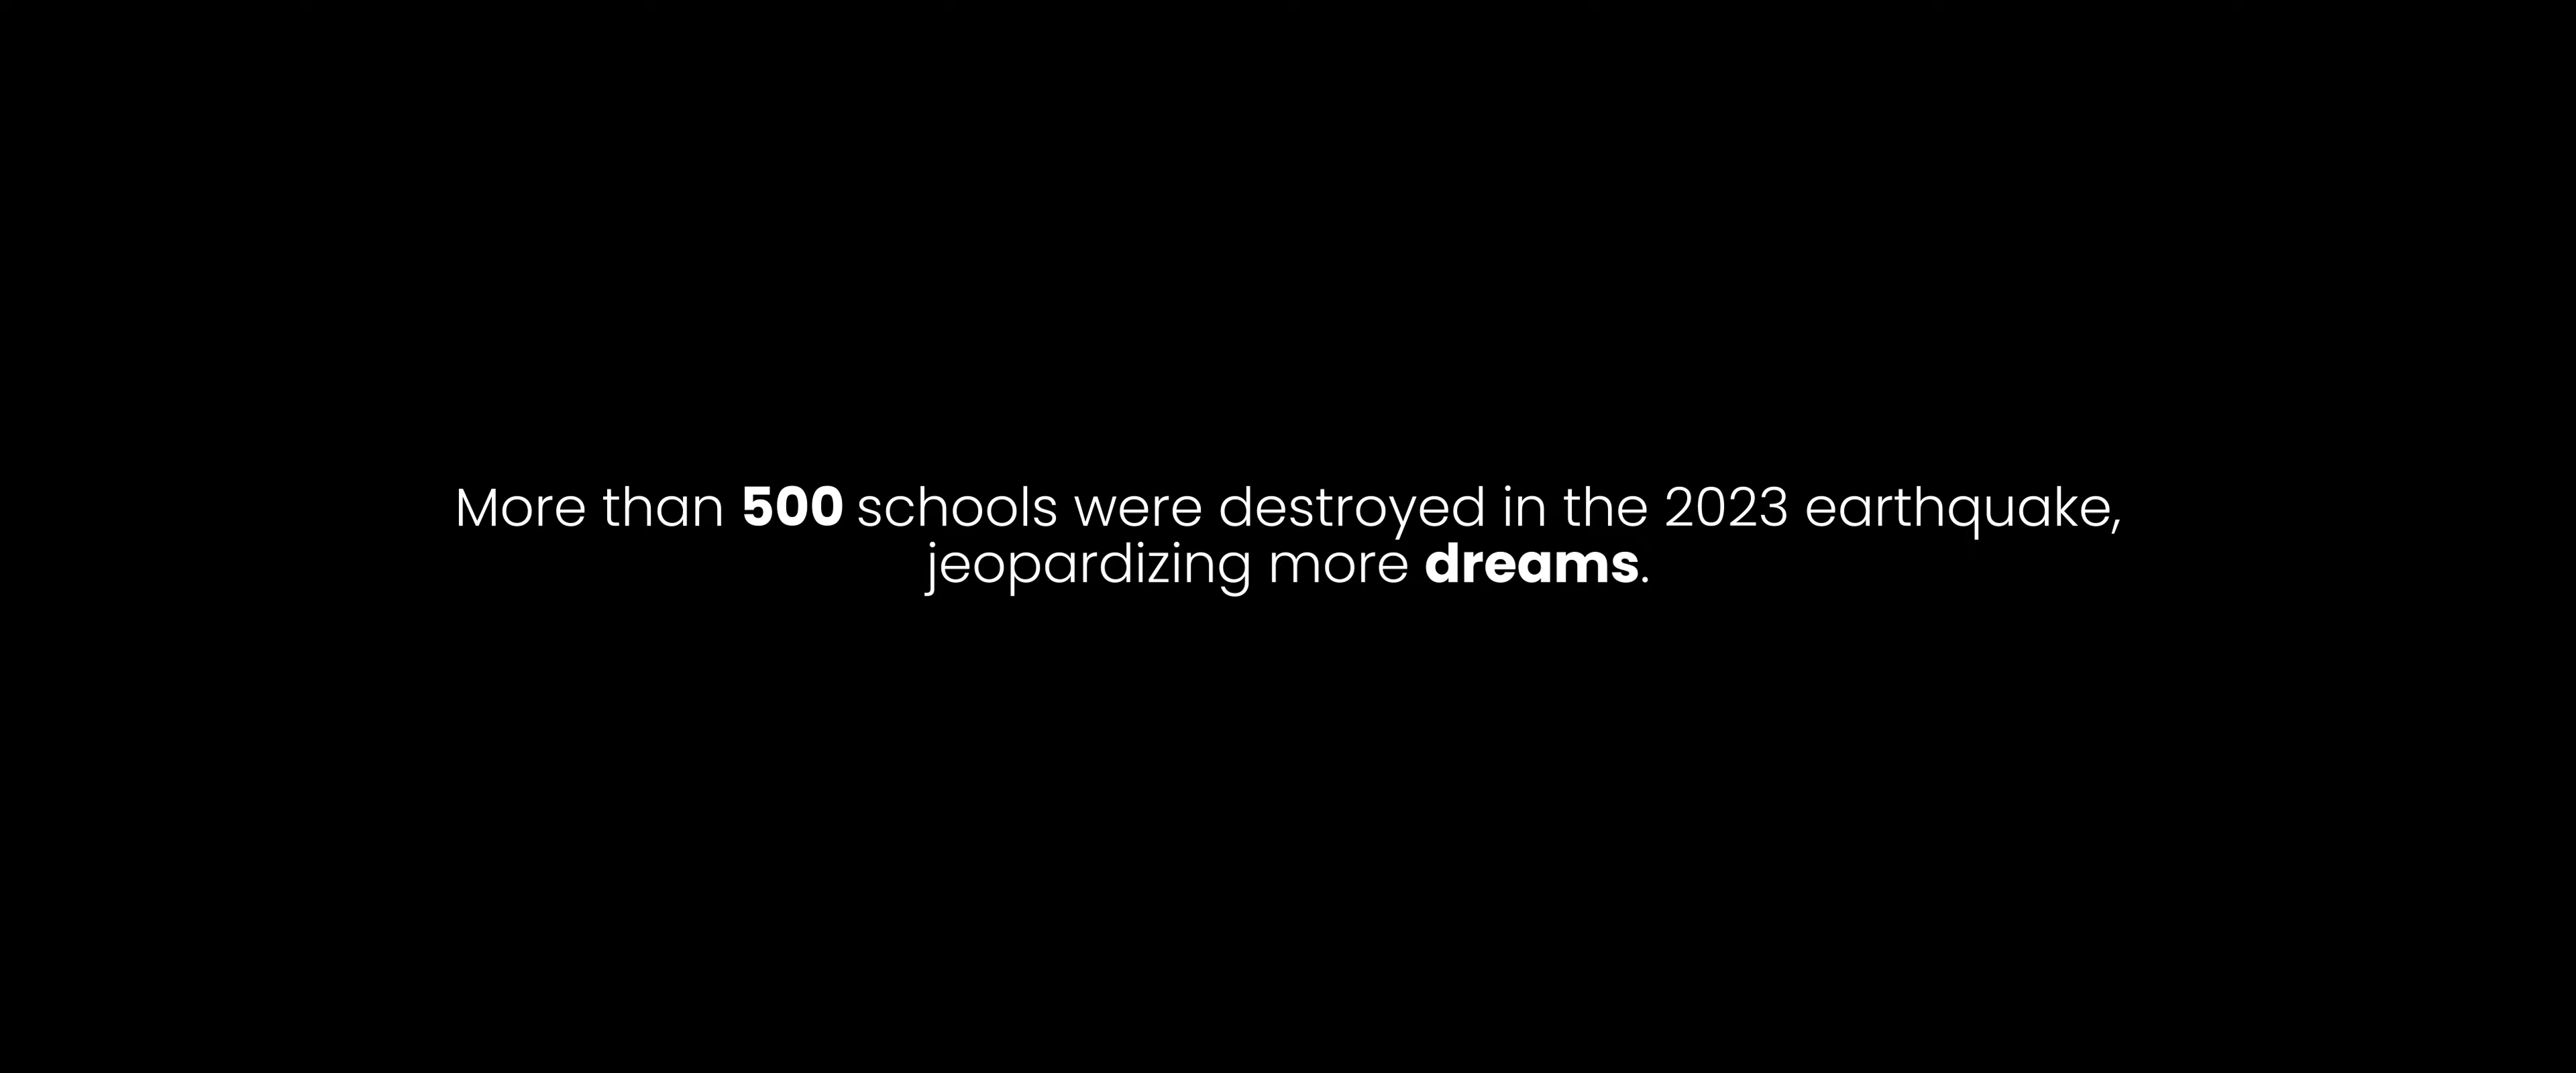 More than 500 schools were destroyed in the 2023 earthquake,
jeopardizing more dreams.